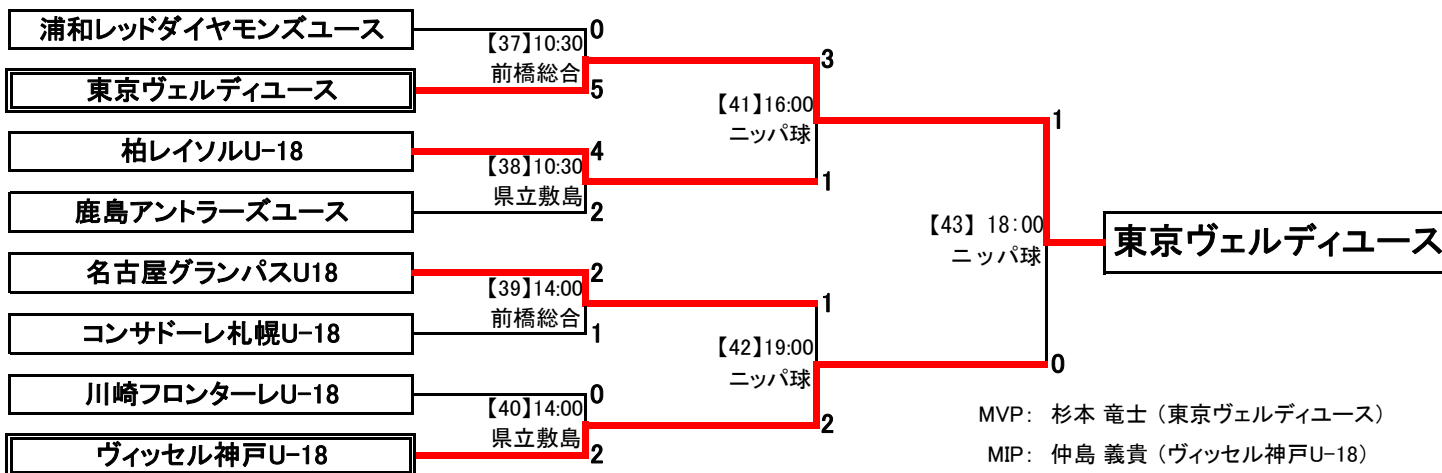 浦和レッドダイヤモンズユース
0
【37】10:30
前橋総合
東京ヴェルディユース
5
3
【41】16:00
ニッパ球
柏レイソルU-18
4
【38】10:30
県立敷島
鹿島アントラーズユース
2
1
1
【43】 18:00
ニッパ球
東京ヴェルディユース
名古屋グランパスU18
2
【39】14:00
前橋総合
コンサドーレ札幌U-18
1
1
【42】19:00
ニッパ球
川崎フロンターレU-18
0
【40】14:00
県立敷島
ヴィッセル神戸U-18
2
2
0
MVP: 杉本 竜士 (東京ヴェルディユース)
MIP: 仲島 義貴 (ヴィッセル神戸U-18)